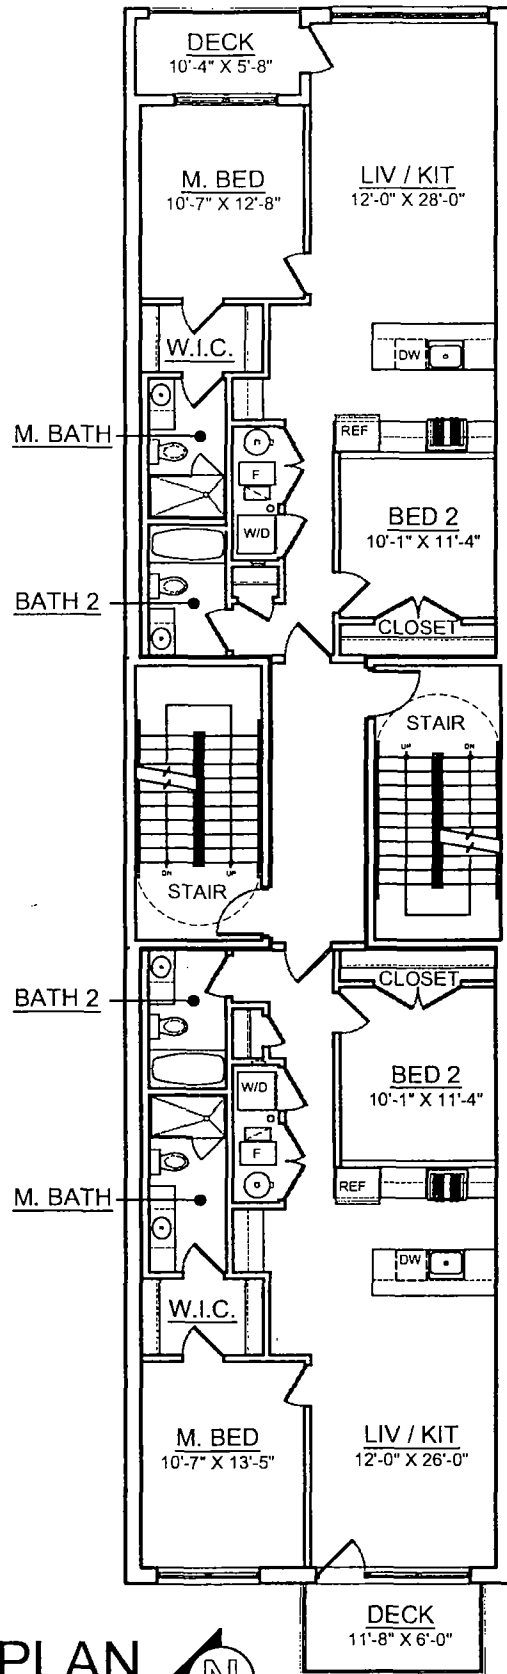 DECK
10'-4" X 5'-8"
M. BED
10'-7" X 12'-8"
LIV / KIT
12'-0" X 28'-0"
W.I.C.
DW
M. BATH
REF
F
W/D
BED 2
10'-1" X 11'-4"
BATH 2
CLOSET
STAIR
UP
DN
DN
UP
STAIR
BATH 2
CLOSET
W/D
BED 2
10'-1" X 11'-4"
F
M. BATH
REF
DW
W.I.C.
M. BED
10'-7" X 13'-5"
LIV / KIT
12'-0" X 26'-0"
DECK
11'-8" X 6'-0"
PLAN
N